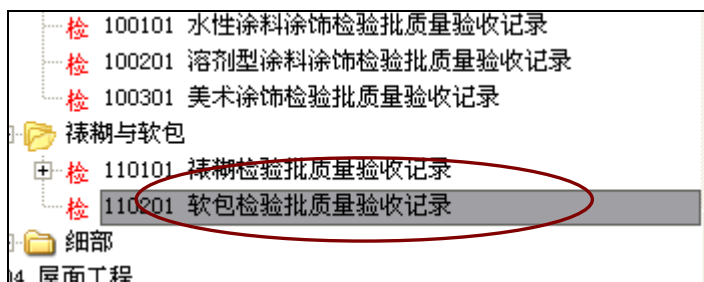 检 100101 水性涂料涂饰检验批质量验收记录
检 100201 溶剂型涂料涂饰检验批质量验收记录
检 100301 美术涂饰检验批质量验收记录
裱糊与软包
检 110101 裱糊检验批质量验收记录
检 110201 软包检验批质量验收记录
细部
04 屋面工程